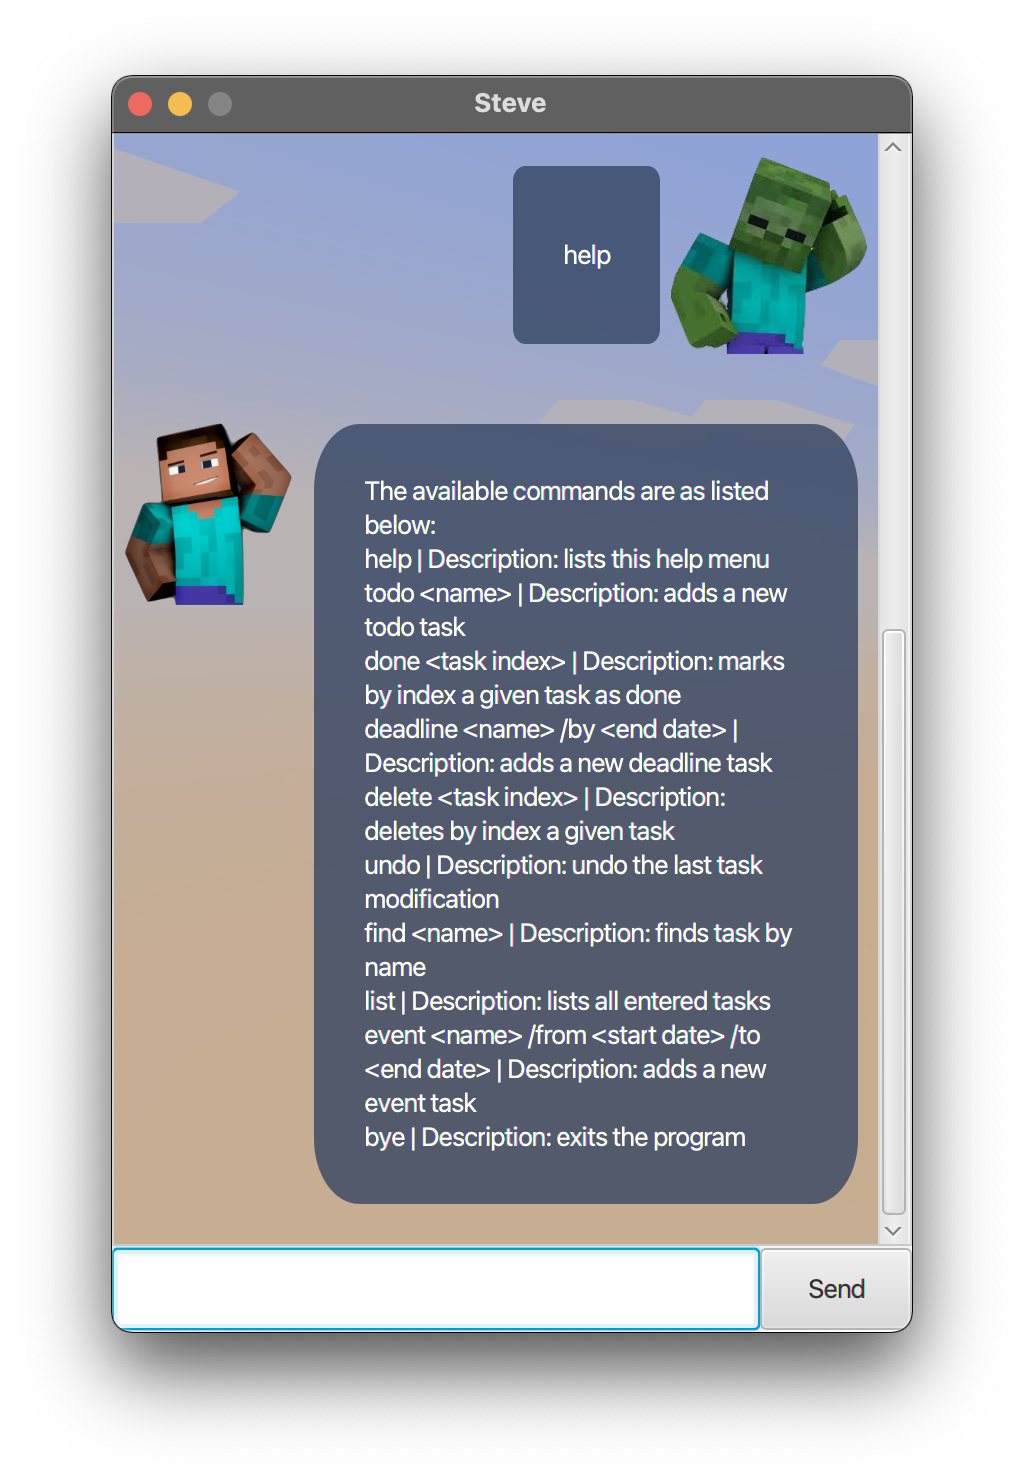 Steve
help
The available commands are as listed
below:
help | Description: lists this help menu
todo <name> | Description: adds a new
todo task
done <task index> | Description: marks
by index a given task as done
deadline <name> /by <end date> |
Description: adds a new deadline task
delete <task index> | Description:
deletes by index a given task
undo | Description: undo the last task
modification
find <name> | Description: finds task by
name
list | Description: lists all entered tasks
event <name> /from <start date> /to
<end date> | Description: adds a new
event task
bye | Description: exits the program
Send